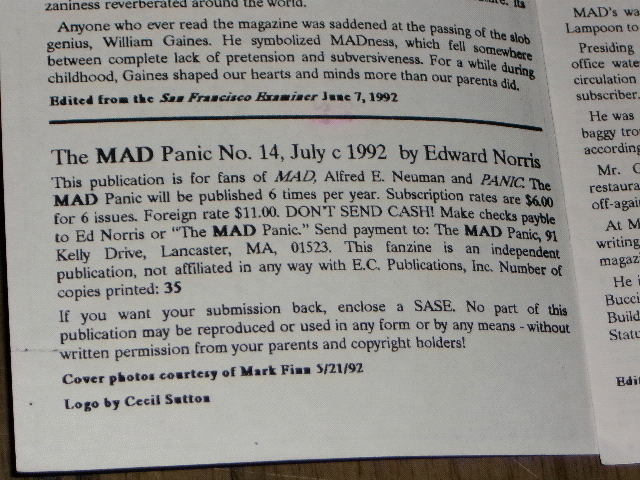 zaniness reverberated around the world.
Anyone who ever read the magazine was saddened at the passing of the slob
genius, William Gaines. He symbolized MADness, which fell somewhere
between complete lack of pretension and subversiveness. For a while during
childhood, Gaines shaped our hearts and minds more than our parents did.
Edited from the San Francisco Examiner June 7, 1992
The MAD Panic No. 14, July c 1992 by Edward Norris
This publication is for fans of MAD, Alfred E. Neuman and PANIC. The
MAD Panic will be published 6 times per year. Subscription rates are $6.00
for 6 issues. Foreign rate $11.00. DON'T SEND CASH! Make checks payble
to Ed Norris or "The MAD Panic." Send payment to: The MAD Panic, 91
Kelly Drive, Lancaster, MA, 01523. This fanzine is an independent
publication, not affiliated in any way with E.C. Publications, Inc. Number of
copies printed: 35
If you want your submission back, enclose a SASE. No part of this
publication may be reproduced or used in any form or by any means - without
written permission from your parents and copyright holders!
Cover photos courtesy of Mark Finn 5/21/92
Logo by Cecil Sutton
MAD's wa
Lampoon to
Presiding
office wate
circulation
subscriber.
He was
baggy tro
according
Mr. G
restaura
off-agai
At M
writing
magazi
He i
Bucci
Build
Statu
Edit